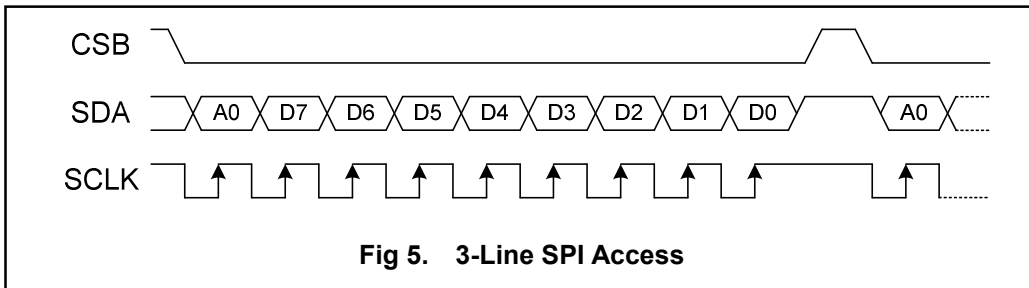 CSB
SDA A0 D7 D6 D5 D4 D3 D2 D1 D0 A0
SCLK
Fig 5. 3-Line SPI Access